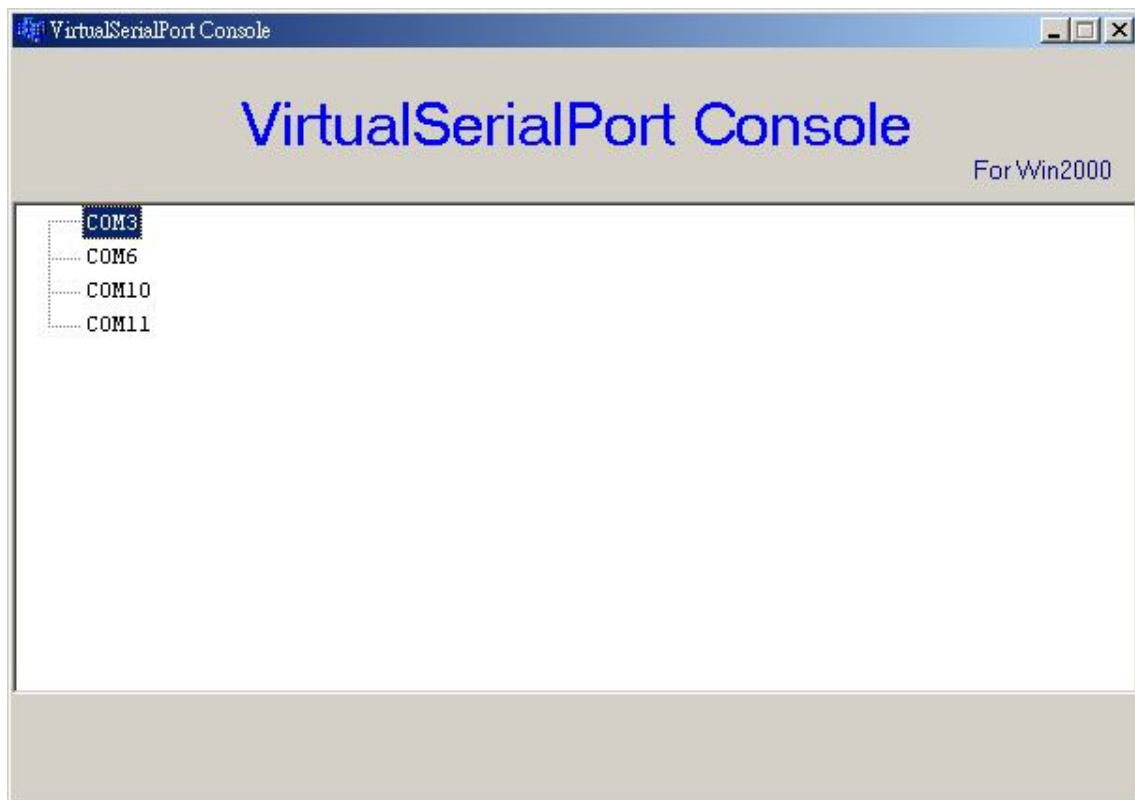 VirtualSerialPort Console
VirtualSerialPort Console
For Win2000
COM3
COM6
COM10
COM11